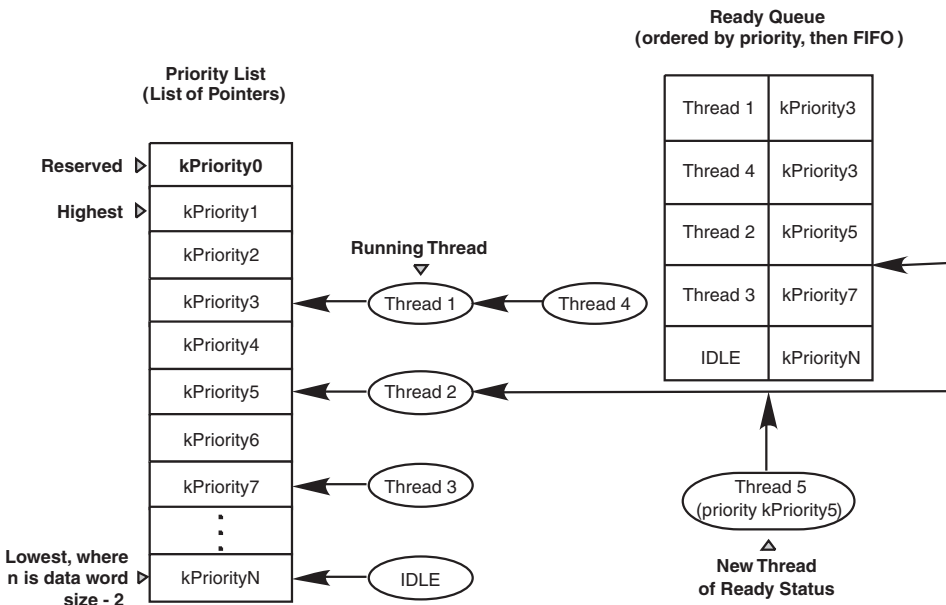 Ready Queue
(ordered by priority, then FIFO)
Priority List
(List of Pointers)
Thread 1 kPriority3
Thread 4 kPriority3
Thread 2 kPriority5
Thread 3 kPriority7
IDLE kPriorityN
Reserved kPriority0
Highest kPriority1
kPriority2
Running Thread
kPriority3 Thread 1 Thread 4
kPriority4
kPriority5 Thread 2
kPriority6
kPriority7 Thread 3
Lowest, where
n is data word
size - 2
kPriorityN IDLE
Thread 5
(priority kPriority5)
New Thread
of Ready Status